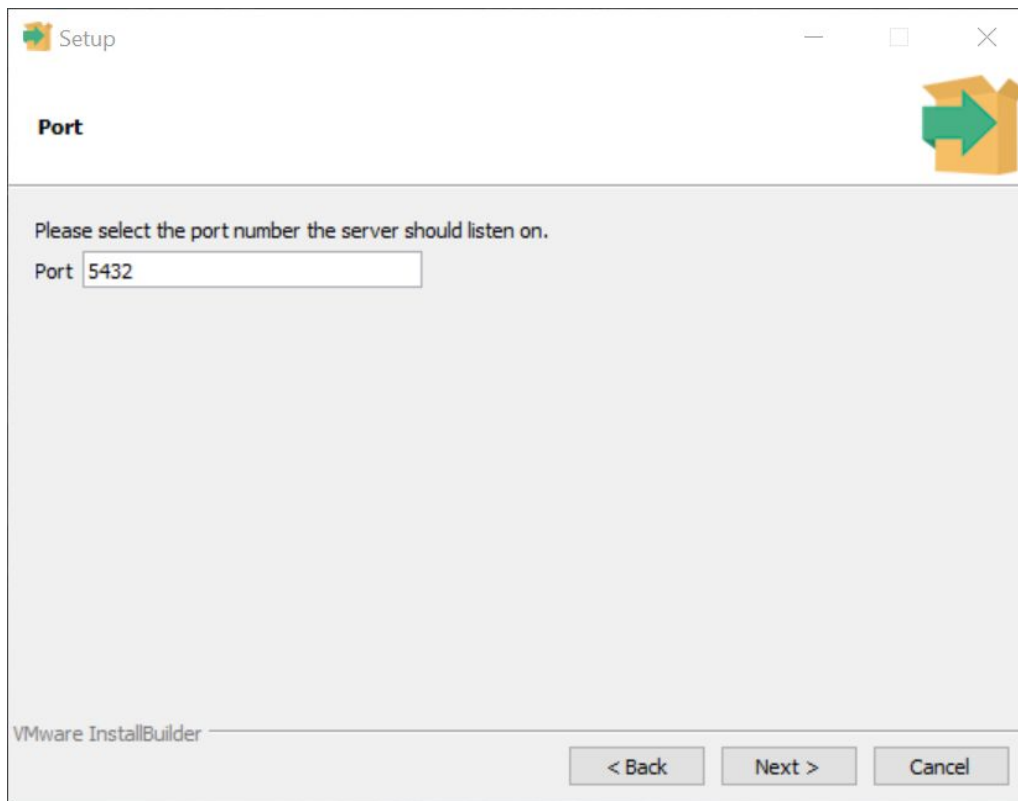 Setup
Port
Please select the port number the server should listen on.
Port 5432
VMware InstallBuilder
< Back Next > Cancel